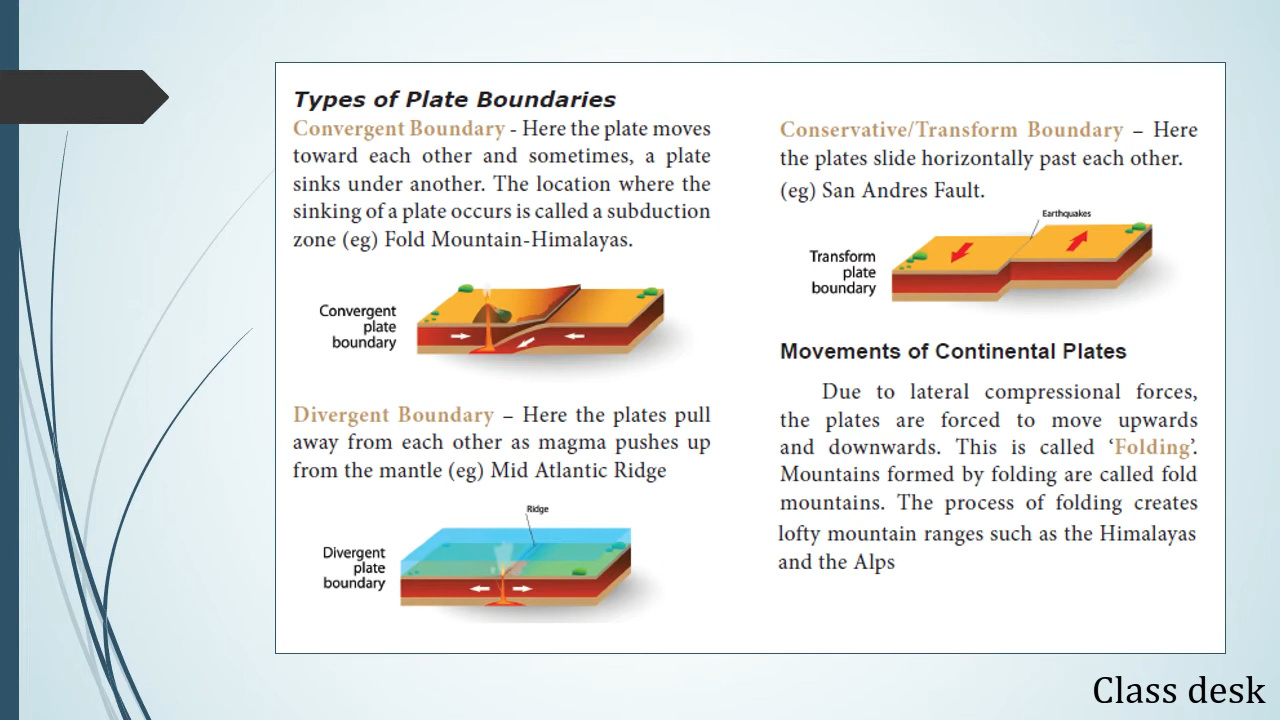 Types of Plate Boundaries
Convergent Boundary - Here the plate moves
toward each other and sometimes, a plate
sinks under another. The location where the
sinking of a plate occurs is called a subduction
zone (eg) Fold Mountain-Himalayas.
Convergent
plate
boundary
Divergent Boundary – Here the plates pull
away from each other as magma pushes up
from the mantle (eg) Mid Atlantic Ridge
Ridge
Divergent
plate
boundary
Conservative/Transform Boundary – Here
the plates slide horizontally past each other.
(eg) San Andres Fault.
Earthquakes
Transform
plate
boundary
Movements of Continental Plates
Due to lateral compressional forces,
the plates are forced to move upwards
and downwards. This is called ‘Folding’.
Mountains formed by folding are called fold
mountains. The process of folding creates
lofty mountain ranges such as the Himalayas
and the Alps
Class desk